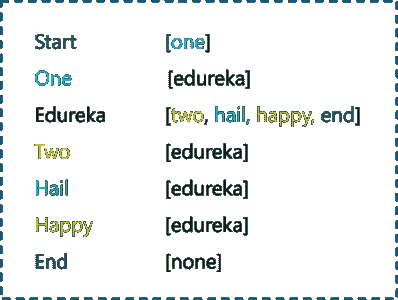 Start [one]
One [edureka]
Edureka [two, hail, happy, end]
Two [edureka]
Hail [edureka]
Happy [edureka]
End [none]